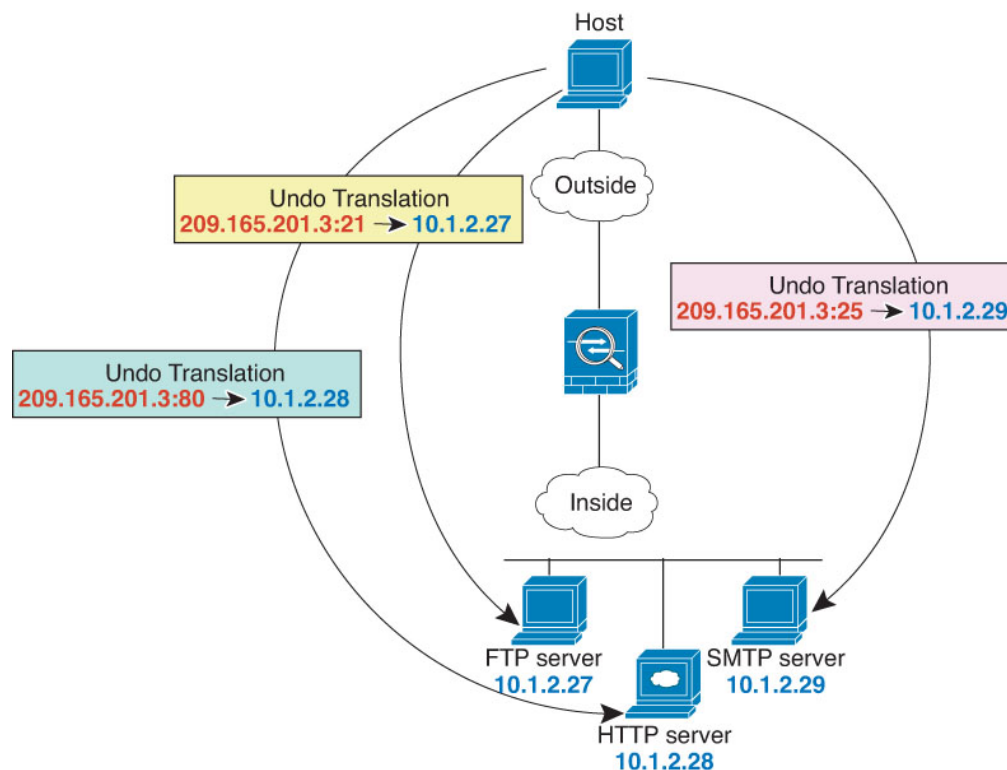 Host
Outside
Undo Translation
209.165.201.3:21 → 10.1.2.27
Undo Translation
209.165.201.3:25 → 10.1.2.29
Undo Translation
209.165.201.3:80 → 10.1.2.28
Inside
FTP server
10.1.2.27
SMTP server
10.1.2.29
HTTP server
10.1.2.28